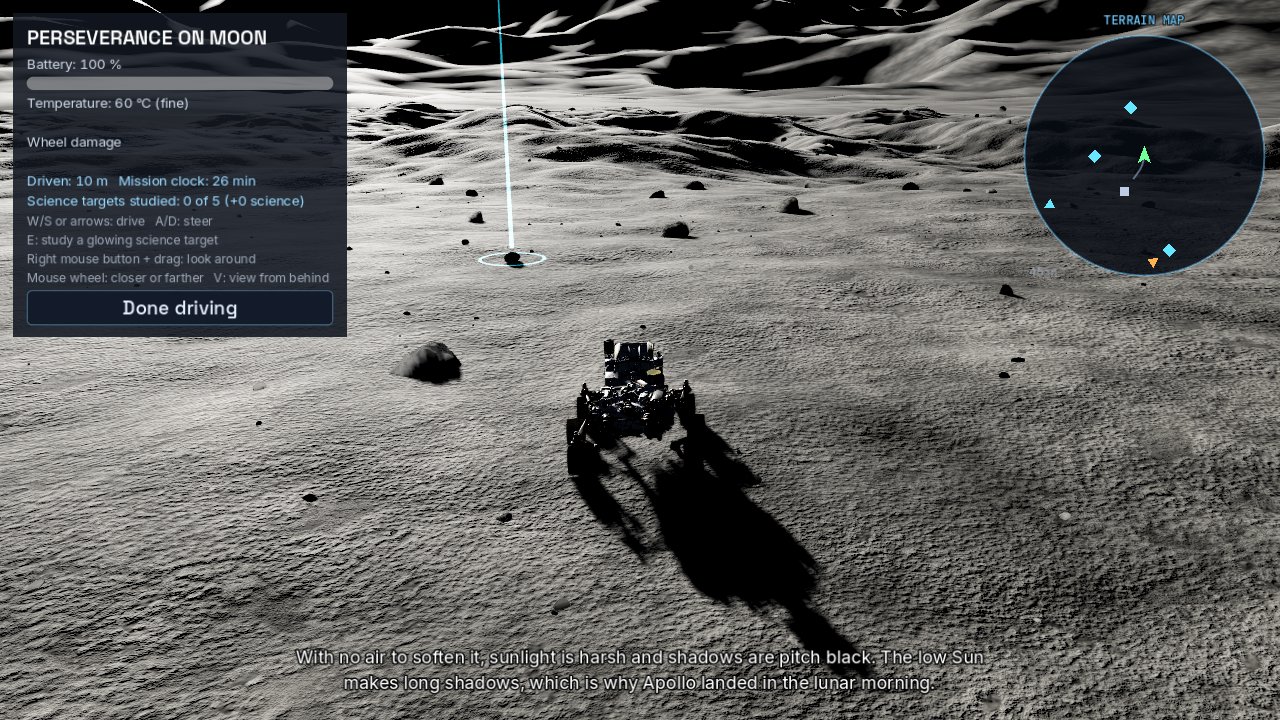 PERSEVERANCE ON MOON
Battery: 100 %
Temperature: 60 °C (fine)
Wheel damage
Driven: 10 m   Mission clock: 26 min
Science targets studied: 0 of 5 (+0 science)
W/S or arrows: drive   A/D: steer
E: study a glowing science target
Right mouse button + drag: look around
Mouse wheel: closer or farther   V: view from behind
Done driving
TERRAIN MAP
With no air to soften it, sunlight is harsh and shadows are pitch black. The low Sun
makes long shadows, which is why Apollo landed in the lunar morning.